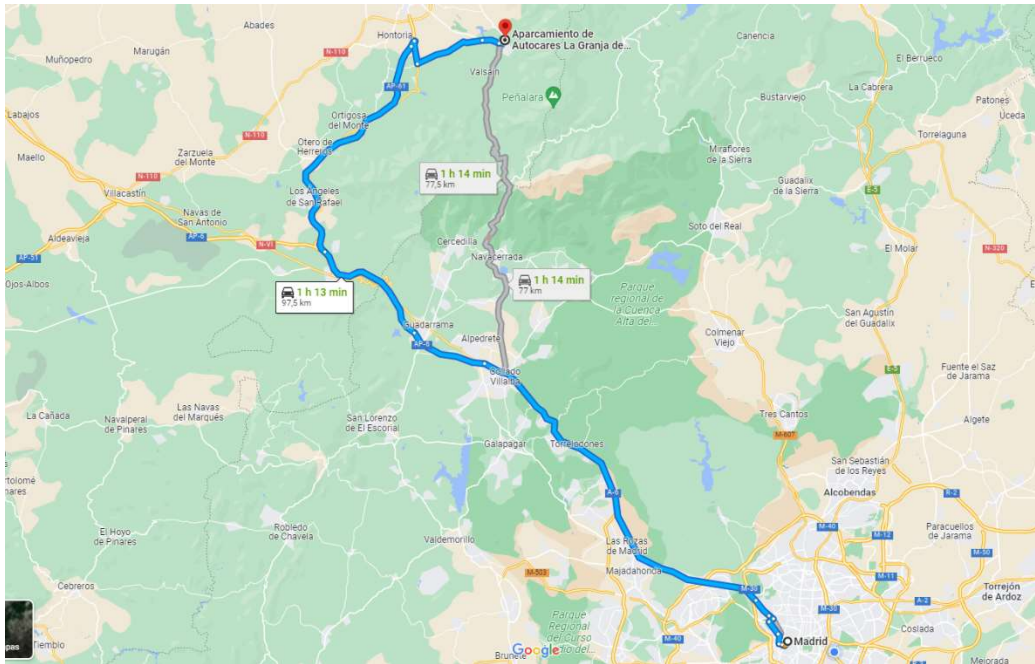 Abades
Hontoria
Aparcamiento de
Autocares La Granja de...
Canencia
El Berrueco
Marugán
N-110
Muñopedro
Valsaín
La Cabrera
Peñalara
AP-61
Bustarviejo
Patones
Uceda
Labajos
N-110
Ortigosa
del Monte
Torrelaguna
Maello
Zarzuela
del Monte
Otero de
Herreros
Miraflores
de la Sierra
N-110
1 h 14 min
77,5 km
Guadalix
de la Sierra
E-5
Villacastín
Los Ángeles
de San Rafael
Navas de
San Antonio
Soto del Real
Aldeavieja
AP-6
N-VI
Cercedilla
El Molar
N-320
AP-51
Navacerrada
Ojos-Albos
1 h 13 min
97,5 km
1 h 14 min
77 km
Parque
regional de
la Cuenca
Alta del...
San Agustín
del Guadalix
Guadarrama
Alpedrete
Colmenar
Viejo
AP-6
E-5
Fuente el Saz
de Jarama
Collado
Villalba
La Cañada
Navalperal
de Pinares
Las Navas
del Marqués
San Lorenzo
de El Escorial
Tres Cantos
Algete
M-607
Galapagar
Torrelodones
San Sebastián
de los Reyes
rtolomé
nares
A-6
Alcobendas
R-2
El Hoyo
de Pinares
Robledo
de Chavela
Valdemorillo
Las Rozas
de Madrid
M-40
M-12
Paracuellos
de Jarama
M-50
Majadahonda
Cebreros
M-503
M-30
M-11
Torrejón
de Ardoz
A-2
Parque
Regional del
Curso
Medio del...
M-30
M-40
Madrid
Coslada
pas
Tiemblo
Brunete
Google
M-40
Mejorada